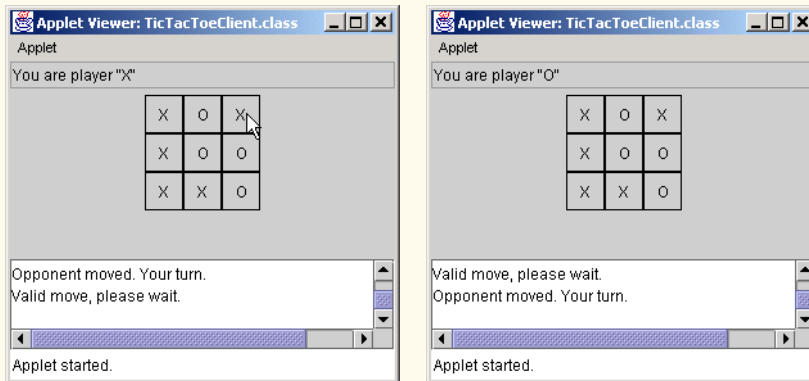 Applet Viewer: TicTacToeClient.class
Applet
You are player "X"
X O X
X O O
X X O
Opponent moved. Your turn.
Valid move, please wait.
Applet started.
Applet Viewer: TicTacToeClient.class
Applet
You are player "O"
X O X
X O O
X X O
Valid move, please wait.
Opponent moved. Your turn.
Applet started.